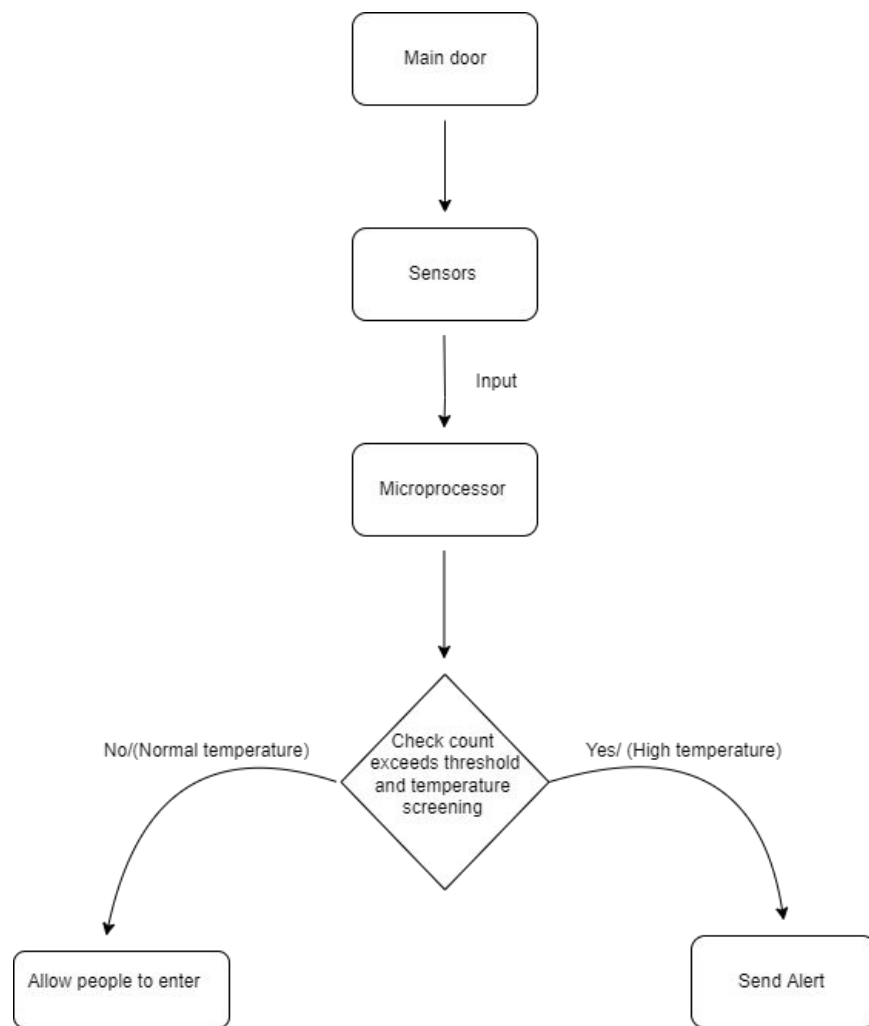 Main door
Sensors
Input
Microprocessor
No/(Normal temperature)
Check count
exceeds threshold
and temperature
screening
Yes/ (High temperature)
Allow people to enter
Send Alert